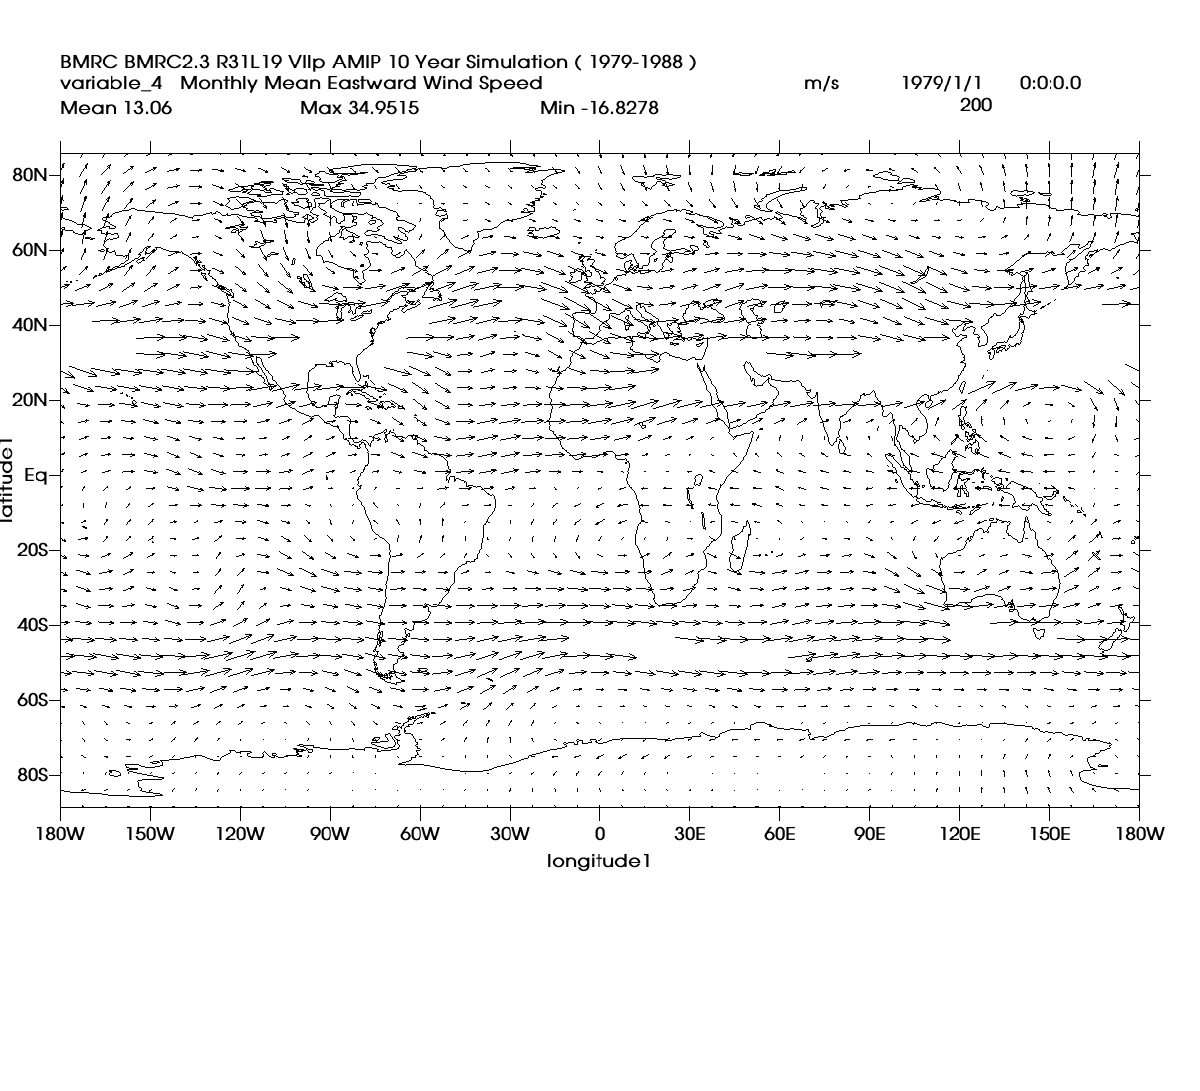 BMRC BMRC2.3 R31L19 VIIp AMIP 10 Year Simulation ( 1979-1988 )
variable_4 Monthly Mean Eastward Wind Speed m/s 1979/1/1 0:0:0.0
Mean 13.06 Max 34.9515 Min -16.8278 200
80N
60N
40N
20N
Eq
20S
40S
60S
80S
latitude1
180W 150W 120W 90W 60W 30W 0 30E 60E 90E 120E 150E 180W
longitude1